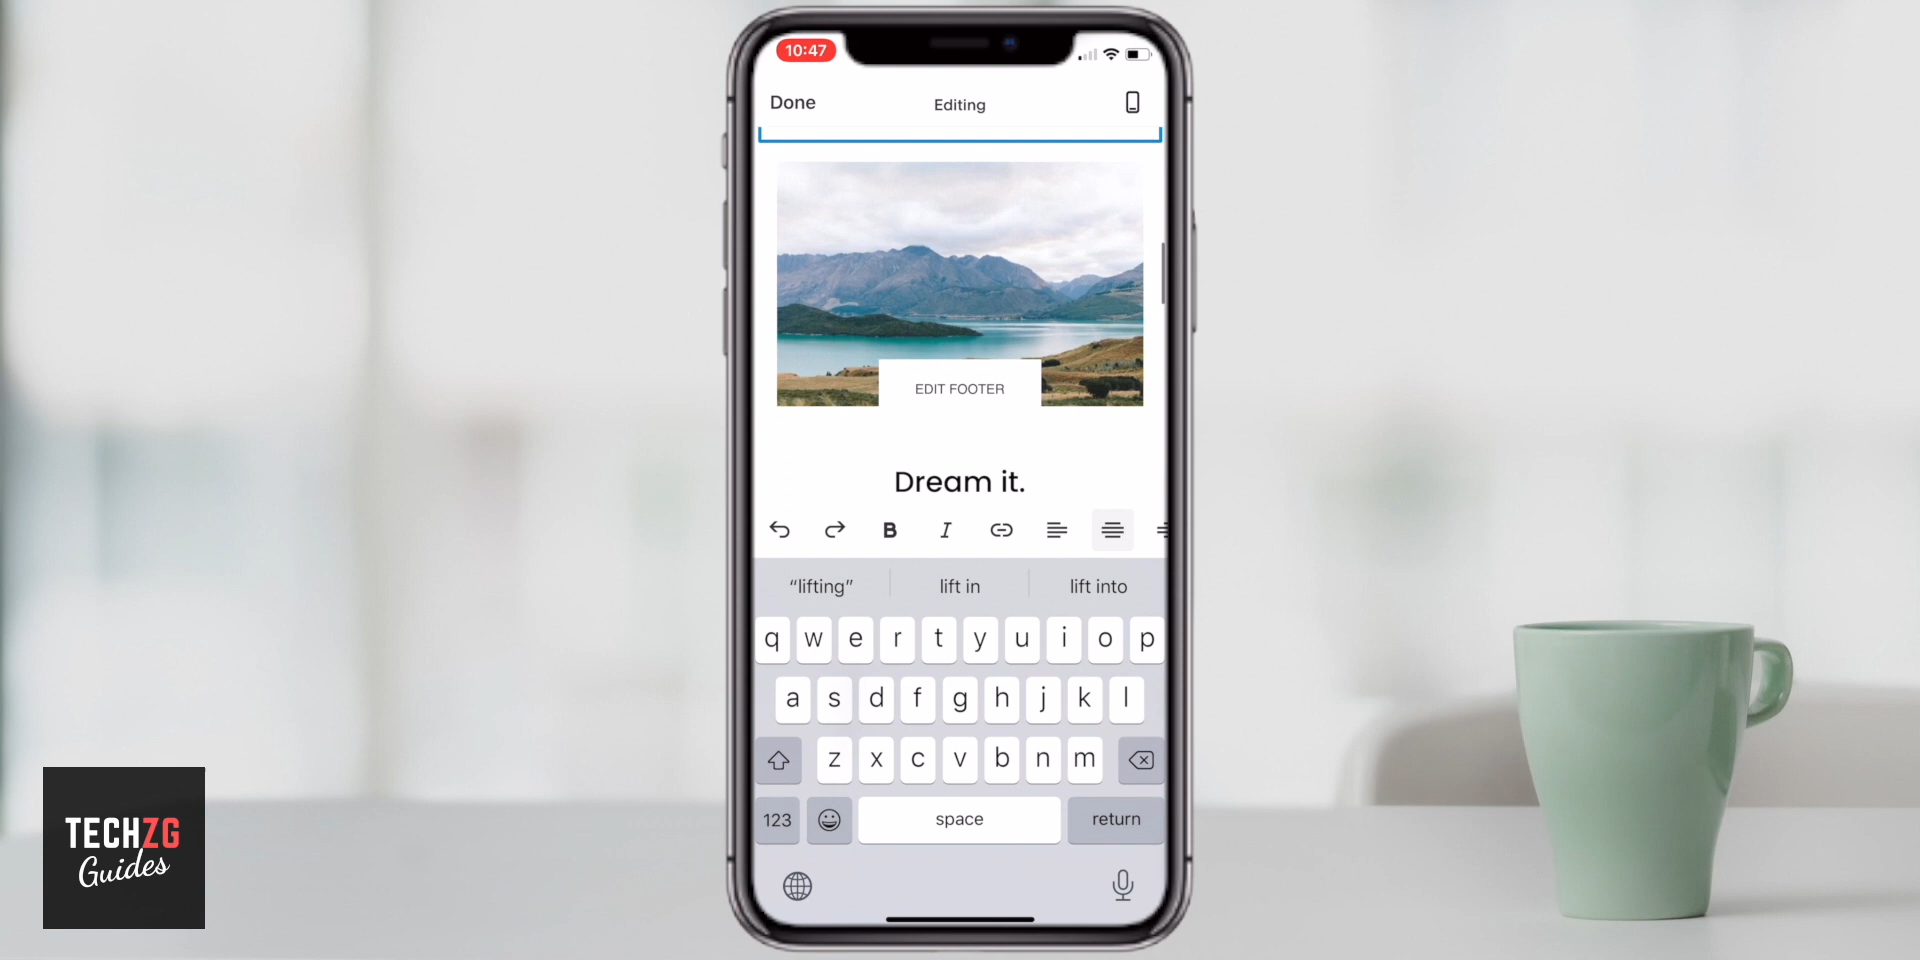 10:47
Done
Editing
EDIT FOOTER
Dream it.
B I
“lifting” lift in lift into
q w e r t y u i o p
a s d f g h j k l
z x c v b n m
123 space return
TECHZG
Guides